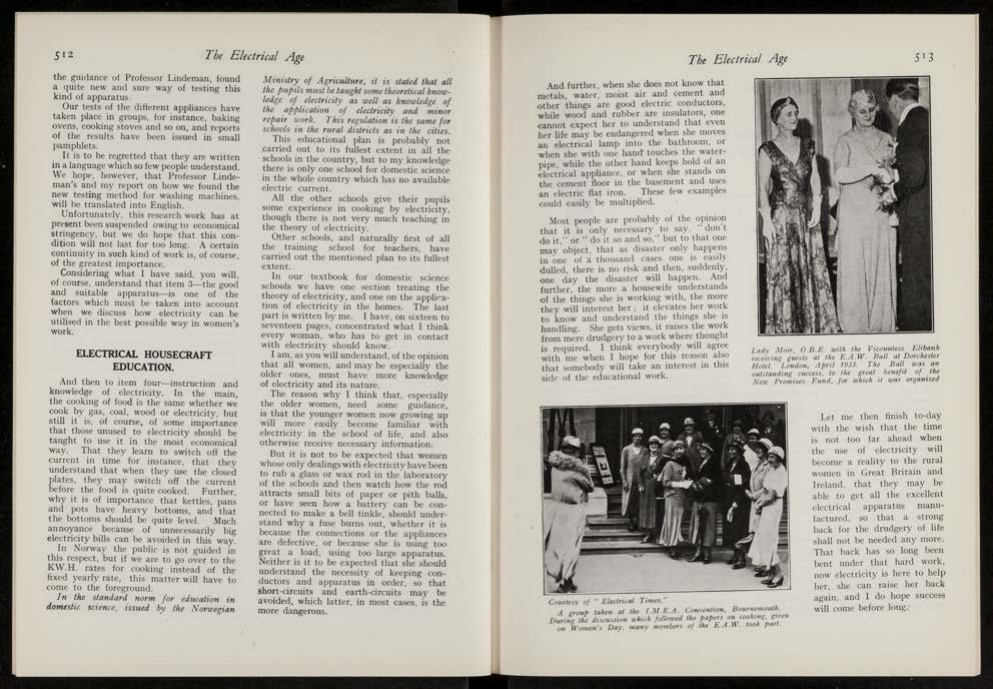 512
The Electrical Age
the guidance of Professor Lindeman, found
a quite new and sure way of testing this
kind of apparatus.
Our tests of the different appliances have
taken place in groups, for instance, baking
ovens, cooking stoves and so on, and reports
of the results have been issued in small
pamphlets.
It is to be regretted that they are written
in a language which so few people understand.
We hope, however, that Professor Linde-
man's and my report on how we found the
new testing method for washing machines,
will be translated into English.
Unfortunately, this research work has at
present been suspended owing to economical
stringency, but we do hope that this con-
dition will not last for too long. A certain
continuity in such kind of work is, of course,
of the greatest importance.
Considering what I have said, you will,
of course, understand that item 3—the good
and suitable apparatus—is one of the
factors which must be taken into account
when we discuss how electricity can be
utilised in the best possible way in women's
work.
ELECTRICAL HOUSECRAFT
EDUCATION.
And then to item four—instruction and
knowledge of electricity. In the main,
the cooking of food is the same whether we
cook by gas, coal, wood or electricity, but
still it is, of course, of some importance
that those unused to electricity should be
taught to use it in the most economical
way. That they learn to switch off the
current in time for instance, that they
understand that when they use the closed
plates, they may switch off the current
before the food is quite cooked. Further,
why it is of importance that kettles, pans
and pots have heavy bottoms, and that
the bottoms should be quite level. Much
annoyance because of unnecessarily big
electricity bills can be avoided in this way.
In Norway the public is not guided in
this respect, but if we are to go over to the
KW.H. rates for cooking instead of the
fixed yearly rate, this matter will have to
come to the foreground.
In the standard norm for education in
domestic science, issued by the Norwegian
Ministry of Agriculture, it is stated that all
the pupils must be taught some theoretical know-
ledge of electricity as well as knowledge of
the application of electricity and minor
repair work. This regulation is the same for
schools in the rural districts as in the cities.
This educational plan is probably not
carried out to its fullest extent in all the
schools in the country, but to my knowledge
there is only one school for domestic science
in the whole country which has no available
electric current.
All the other schools give their pupils
some experience in cooking by electricity,
though there is not very much teaching in
the theory of electricity.
Other schools, and naturally first of all
the training school for teachers, have
carried out the mentioned plan to its fullest
extent.
In our textbook for domestic science
schools we have one section treating the
theory of electricity, and one on the applica-
tion of electricity in the homes. The last
part is written by me. I have, on sixteen to
seventeen pages, concentrated what I think
every woman, who has to get in contact
with electricity should know.
I am, as you will understand, of the opinion
that all women, and may be especially the
older ones, must have more knowledge
of electricity and its nature.
The reason why I think that, especially
the older women, need some guidance,
is that the younger women now growing up
will more easily become familiar with
electricity in the school of life, and also
otherwise receive necessary information.
But it is not to be expected that women
whose only dealings with electricity have been
to rub a glass or wax rod in the laboratory
of the schools and then watch how the rod
attracts small bits of paper or pith balls,
or have seen how a battery can be con-
nected to make a bell tinkle, should under-
stand why a fuse burns out, whether it is
because the connections or the appliances
are defective, or because she is using too
great a load, using too large apparatus.
Neither is it to be expected that she should
understand the necessity of keeping con-
ductors and apparatus in order, so that
short-circuits and earth-circuits may be
avoided, which latter, in most cases, is the
more dangerous.
The Electrical Age
513
And further, when she does not know that
metals, water, moist air and cement and
other things are good electric conductors,
while wood and rubber are insulators, one
cannot expect her to understand that even
her life may be endangered when she moves
an electrical lamp into the bathroom, or
when she with one hand touches the water-
pipe, while the other hand keeps hold of an
electrical appliance, or when she stands on
the cement floor in the basement and uses
an electric flat iron. These few examples
could easily be multiplied.
Most people are probably of the opinion
that it is only necessary to say, "don't
do it," or "do it so and so," but to that one
may object, that as disaster only happens
in one of a thousand cases one is easily
dulled, there is no risk and then, suddenly,
one day the disaster will happen. And
further, the more a housewife understands
of the things she is working with, the more
they will interest her; it elevates her work
to know and understand the things she is
handling. She gets views, it raises the work
from mere drudgery to a work where thought
is required. I think everybody will agree
with me when I hope for this reason also
that somebody will take an interest in this
side of the educational work.
Lady Moir, O.B.E. with the Vicountess Elibank
receiving guests at the E.A.W. Ball at Dorchester
Hotel, London, April 1933. The Ball was an
outstanding success, to the great benefit of the
New Premises Fund, for which it was organised
Courtesy of "Electrical Times."
A group taken at the I.M.E.A. Convention, Bournemouth.
During the discussion which followed the papers on cooking, given
on Women's Day, many members of the E.A.W. took part.
Let me then finish to-day
with the wish that the time
is not too far ahead when
the use of electricity will
become a reality to the rural
women in Great Britain and
Ireland, that they may be
able to get all the excellent
electrical apparatus manu-
factured, so that a strong
back for the drudgery of life
shall not be needed any more.
That back has so long been
bent under that hard work,
now electricity is here to help
her, she can raise her back
again, and I do hope success
will come before long.